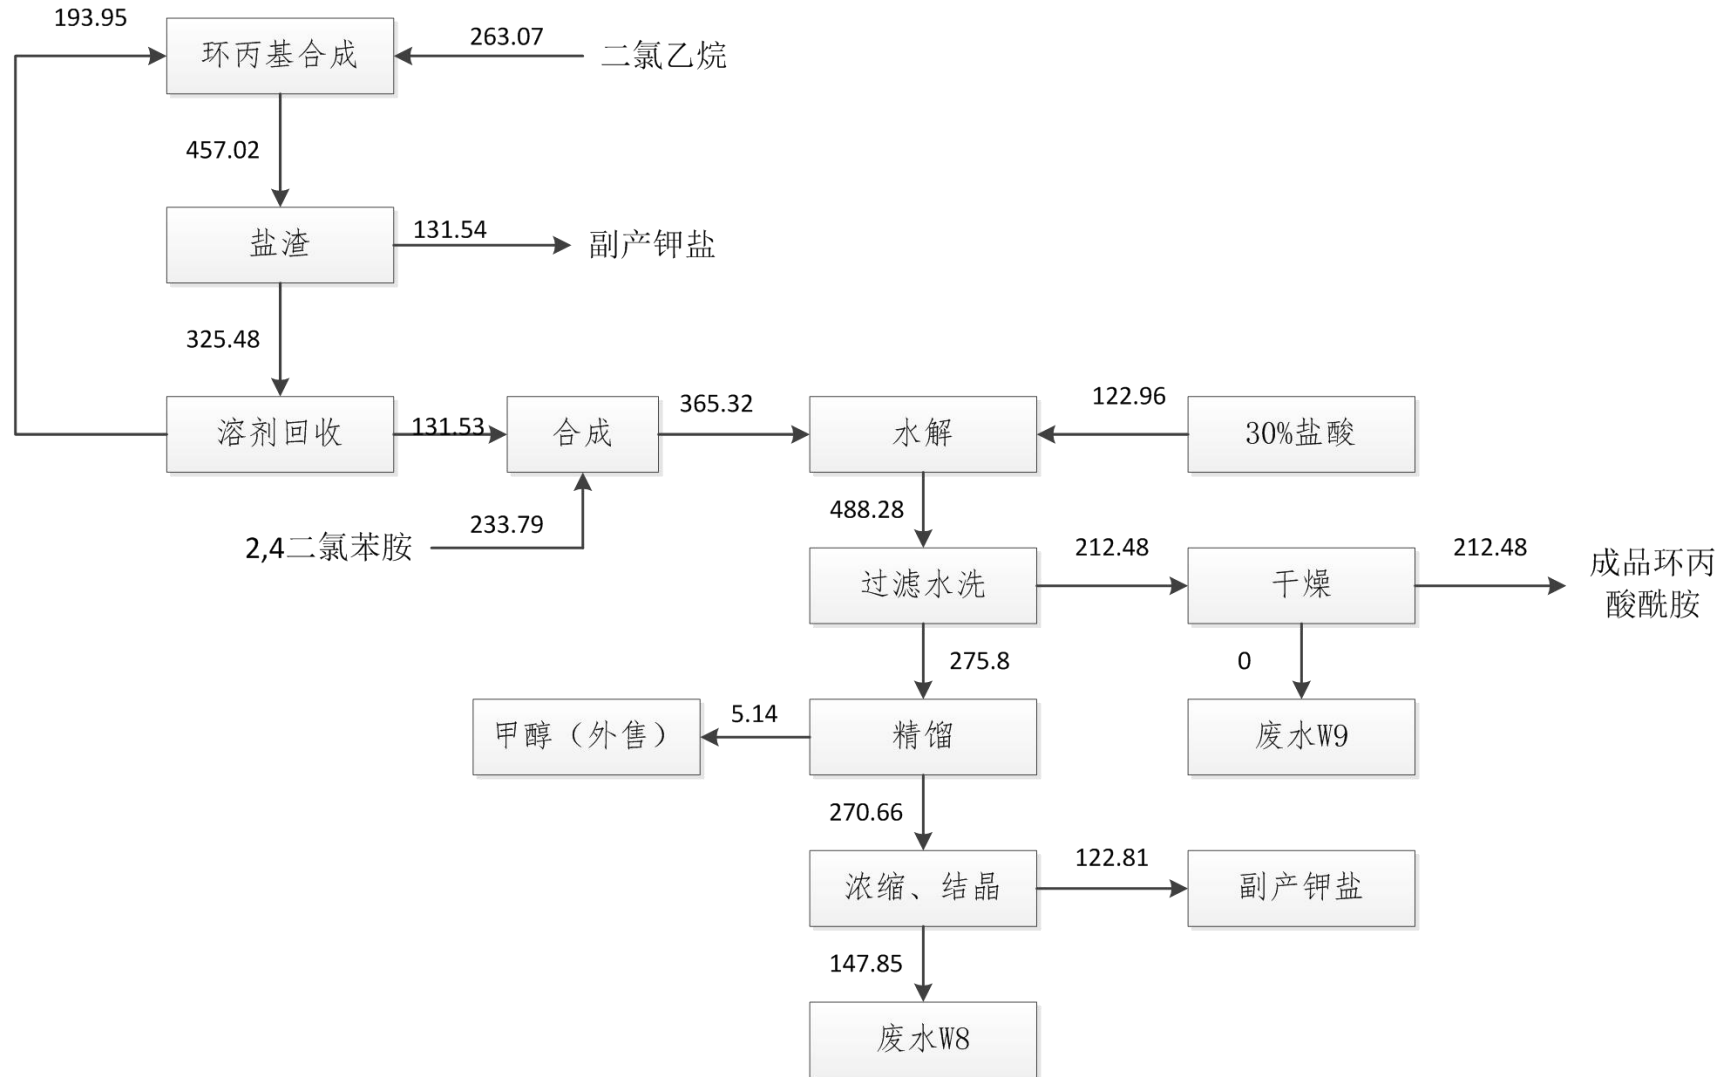 193.95
环丙基合成
263.07
二氯乙烷
457.02
盐渣
131.54
副产钾盐
325.48
溶剂回收
131.53
合成
365.32
水解
122.96
30%盐酸
2,4二氯苯胺
233.79
488.28
过滤水洗
212.48
干燥
212.48
成品环丙
酸酰胺
275.8
0
甲醇（外售）
5.14
精馏
废水W9
270.66
浓缩、结晶
122.81
副产钾盐
147.85
废水W8